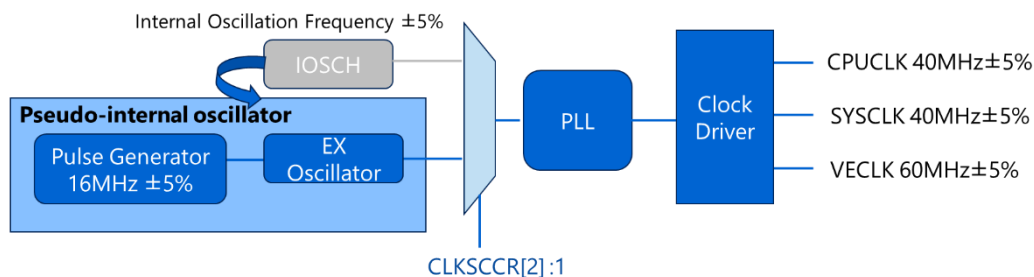 Internal Oscillation Frequency ±5%
IOSCH
Pseudo-internal oscillator
Pulse Generator
16MHz ±5%
EX
Oscillator
PLL
Clock
Driver
CPUCLK 40MHz±5%
SYSCLK 40MHz±5%
VECLK 60MHz±5%
CLKSCCR[2] :1